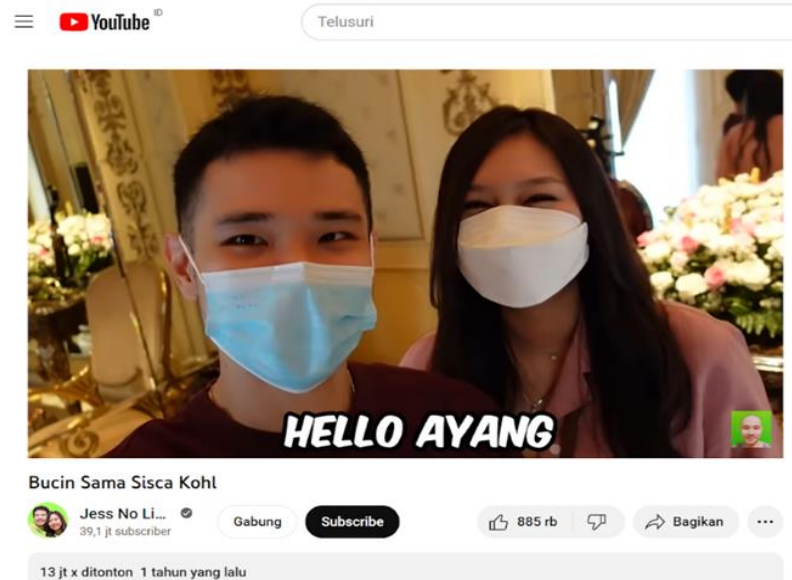 YouTube ID
Telusuri
HELLO AYANG
Bucin Sama Sisca Kohl
Jess No Li...
39,1 jt subscriber
Gabung
Subscribe
885 rb
Bagikan
13 jt x ditonton 1 tahun yang lalu